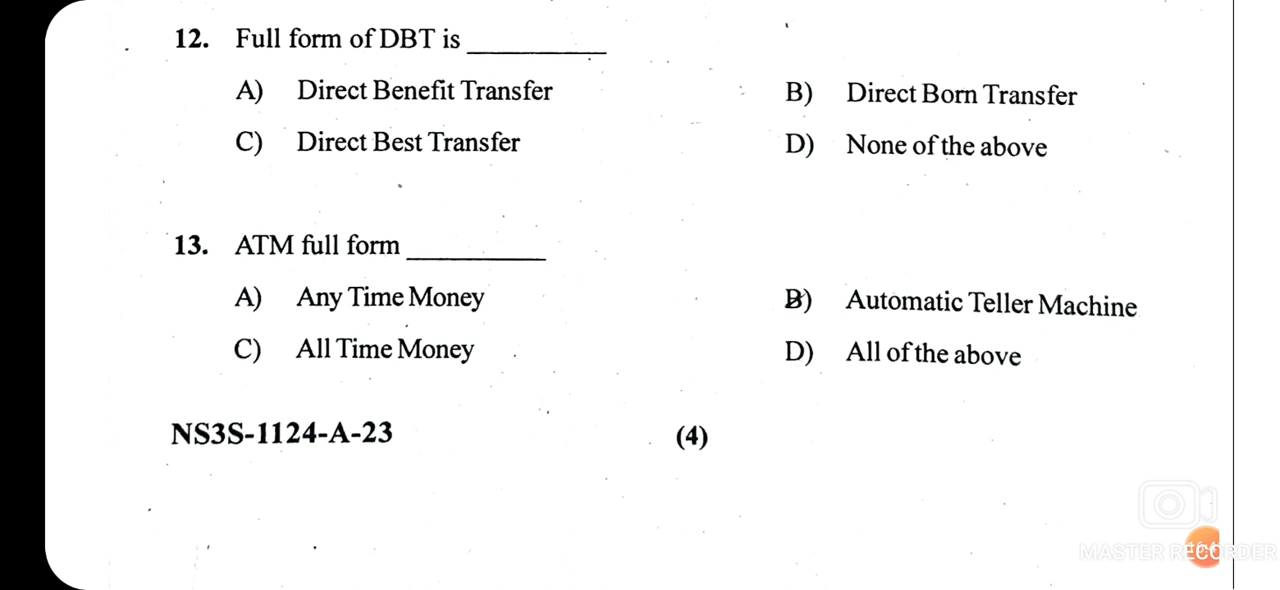 12. Full form of DBT is __________
A) Direct Benefit Transfer B) Direct Born Transfer
C) Direct Best Transfer D) None of the above
13. ATM full form __________
A) Any Time Money B) Automatic Teller Machine
C) All Time Money D) All of the above
NS3S-1124-A-23 (4)
MASTER RECORDER